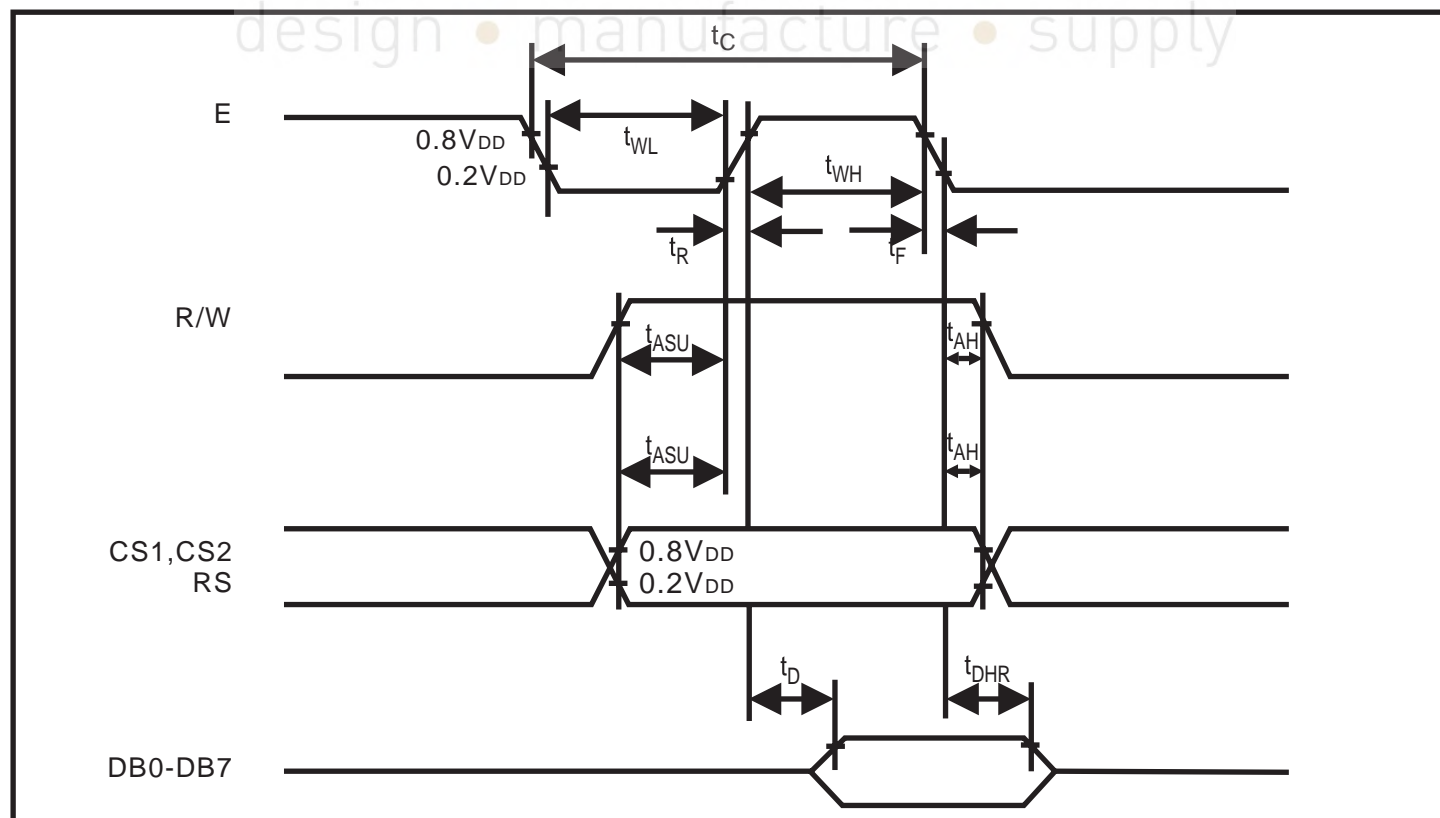 design • manufacture • supply
tC
E
0.8VDD
tWL
0.2VDD
tWH
tR
tF
R/W
tASU
tAH
tASU
tAH
CS1,CS2
0.8VDD
RS
0.2VDD
tD
tDHR
DB0-DB7